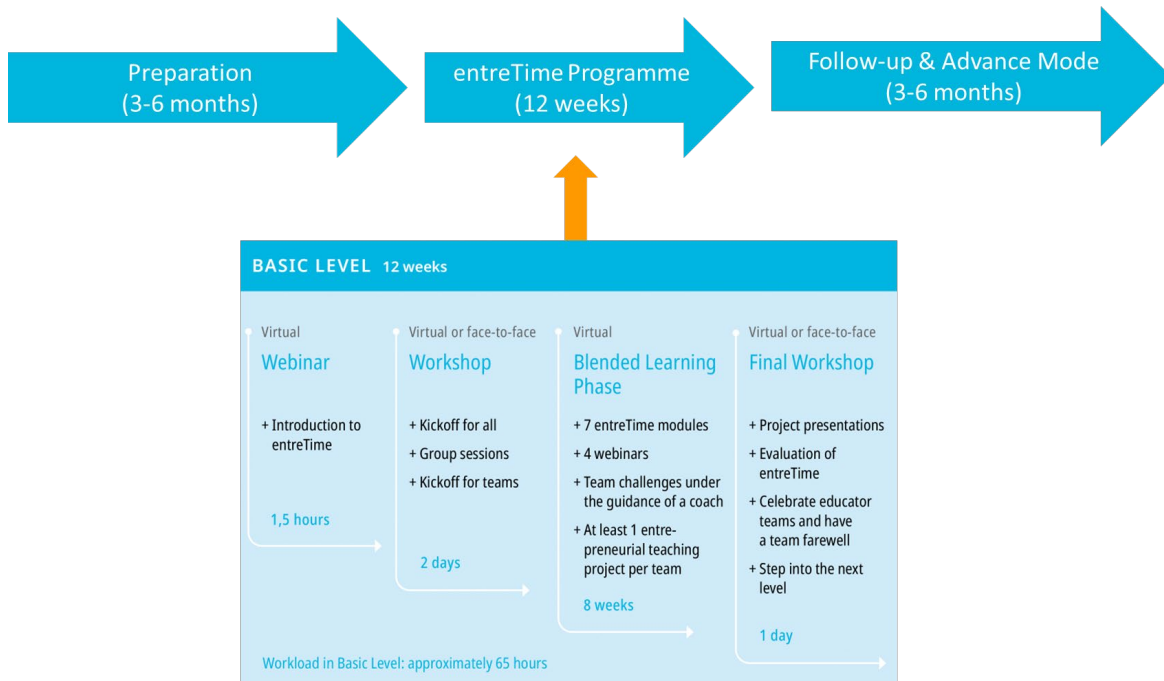 Preparation
(3-6 months)
entreTime Programme
(12 weeks)
Follow-up & Advance Mode
(3-6 months)
BASIC LEVEL 12 weeks
Virtual
Webinar
+ Introduction to
entreTime
1,5 hours
Virtual or face-to-face
Workshop
+ Kickoff for all
+ Group sessions
+ Kickoff for teams
2 days
Virtual
Blended Learning
Phase
+ 7 entreTime modules
+ 4 webinars
+ Team challenges under
the guidance of a coach
+ At least 1 entre-
preneurial teaching
project per team
8 weeks
Virtual or face-to-face
Final Workshop
+ Project presentations
+ Evaluation of
entreTime
+ Celebrate educator
teams and have
a team farewell
+ Step into the next
level
1 day
Workload in Basic Level: approximately 65 hours